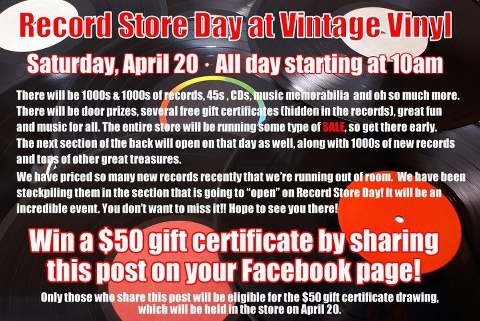 Record Store Day at Vintage Vinyl
Saturday, April 20 · All day starting at 10am
There will be 1000s & 1000s of records, 45s , CDs, music memorabilia and oh so much more.
There will be door prizes, several free gift certificates (hidden in the records), great fun
and music for all. The entire store will be running some type of SALE, so get there early.
The next section of the back will open on that day as well, along with 1000s of new records
and tops of other great treasures.
We have priced so many new records recently that we're running out of room. We have been
stockpiling them in the section that is going to “open” on Record Store Day! It will be an
incredible event. You don't want to miss it!! Hope to see you there!
Win a $50 gift certificate by sharing
this post on your Facebook page!
Only those who share this post will be eligible for the $50 gift certificate drawing,
which will be held in the store on April 20.